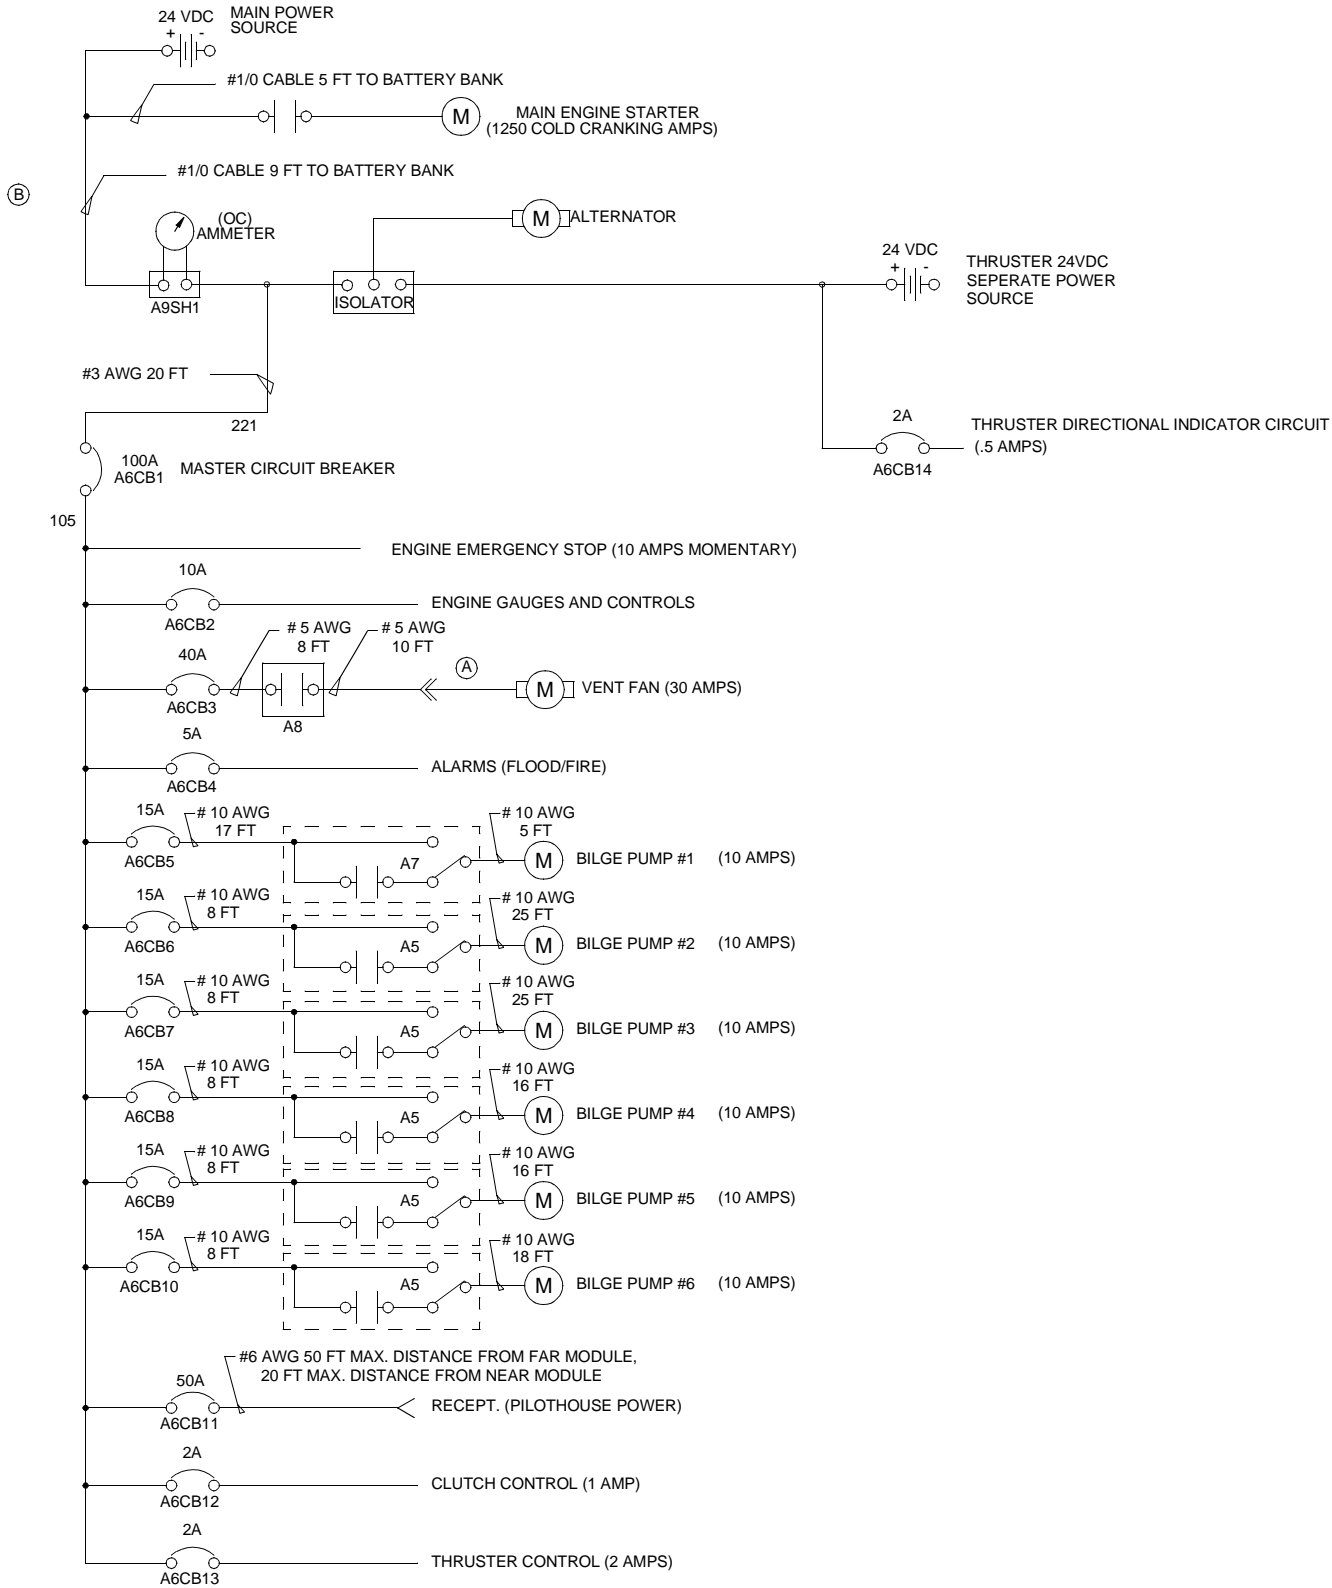 24 VDC
MAIN POWER
SOURCE
+ -
#1/0 CABLE 5 FT TO BATTERY BANK
M
MAIN ENGINE STARTER
(1250 COLD CRANKING AMPS)
#1/0 CABLE 9 FT TO BATTERY BANK
B
(OC)
AMMETER
M
ALTERNATOR
A9SH1
ISOLATOR
24 VDC
+ -
THRUSTER 24VDC
SEPERATE POWER
SOURCE
#3 AWG 20 FT
221
2A
A6CB14
THRUSTER DIRECTIONAL INDICATOR CIRCUIT
(.5 AMPS)
100A
A6CB1
MASTER CIRCUIT BREAKER
105
ENGINE EMERGENCY STOP (10 AMPS MOMENTARY)
10A
A6CB2
ENGINE GAUGES AND CONTROLS
40A
A6CB3
# 5 AWG
8 FT
# 5 AWG
10 FT
A8
A
M
VENT FAN (30 AMPS)
5A
A6CB4
ALARMS (FLOOD/FIRE)
15A
A6CB5
# 10 AWG
17 FT
A7
# 10 AWG
5 FT
M
BILGE PUMP #1 (10 AMPS)
15A
A6CB6
# 10 AWG
8 FT
A5
# 10 AWG
25 FT
M
BILGE PUMP #2 (10 AMPS)
15A
A6CB7
# 10 AWG
8 FT
A5
# 10 AWG
25 FT
M
BILGE PUMP #3 (10 AMPS)
15A
A6CB8
# 10 AWG
8 FT
A5
# 10 AWG
16 FT
M
BILGE PUMP #4 (10 AMPS)
15A
A6CB9
# 10 AWG
8 FT
A5
# 10 AWG
16 FT
M
BILGE PUMP #5 (10 AMPS)
15A
A6CB10
# 10 AWG
8 FT
A5
# 10 AWG
18 FT
M
BILGE PUMP #6 (10 AMPS)
#6 AWG 50 FT MAX. DISTANCE FROM FAR MODULE,
20 FT MAX. DISTANCE FROM NEAR MODULE
50A
A6CB11
RECEPT. (PILOTHOUSE POWER)
2A
A6CB12
CLUTCH CONTROL (1 AMP)
2A
A6CB13
THRUSTER CONTROL (2 AMPS)